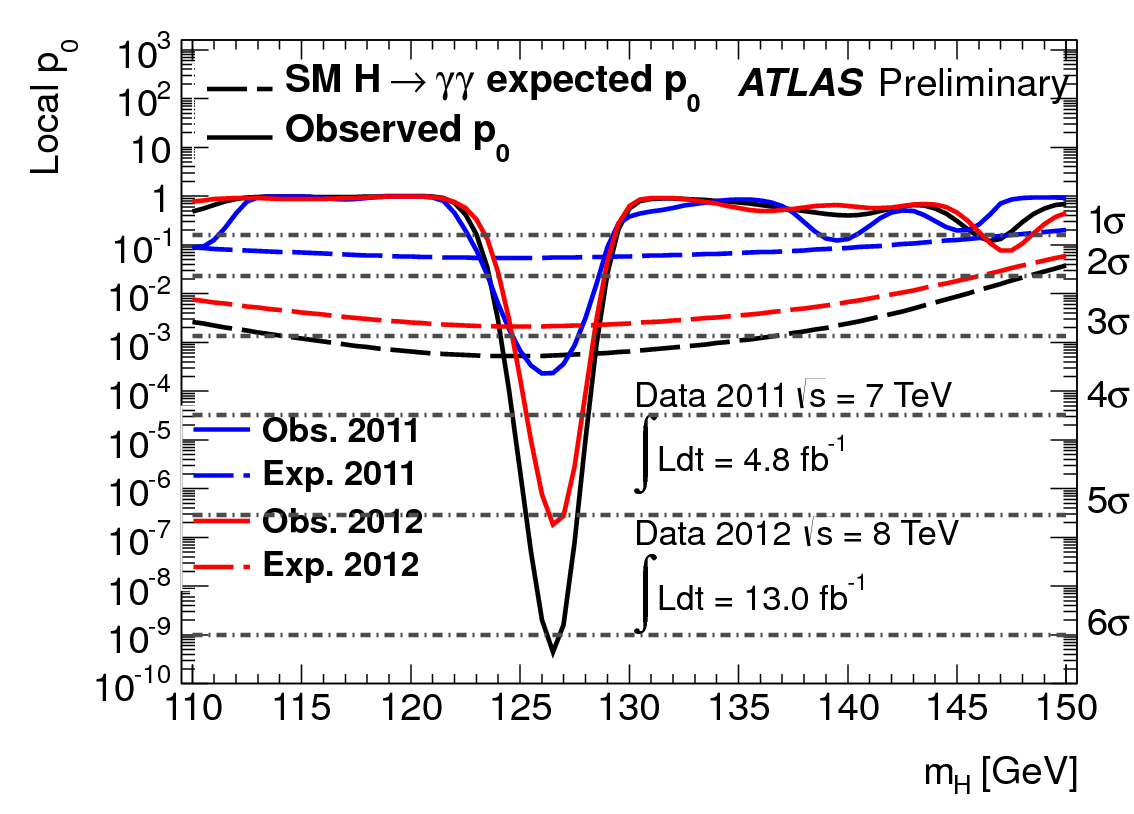 Local p0
10^3
10^2
10
1
10^-1
10^-2
10^-3
10^-4
10^-5
10^-6
10^-7
10^-8
10^-9
10^-10
SM H → γγ expected p0
Observed p0
ATLAS Preliminary
1σ
2σ
3σ
4σ
5σ
6σ
Data 2011 √s = 7 TeV
∫ Ldt = 4.8 fb^-1
Data 2012 √s = 8 TeV
∫ Ldt = 13.0 fb^-1
Obs. 2011
Exp. 2011
Obs. 2012
Exp. 2012
110 115 120 125 130 135 140 145 150
mH [GeV]